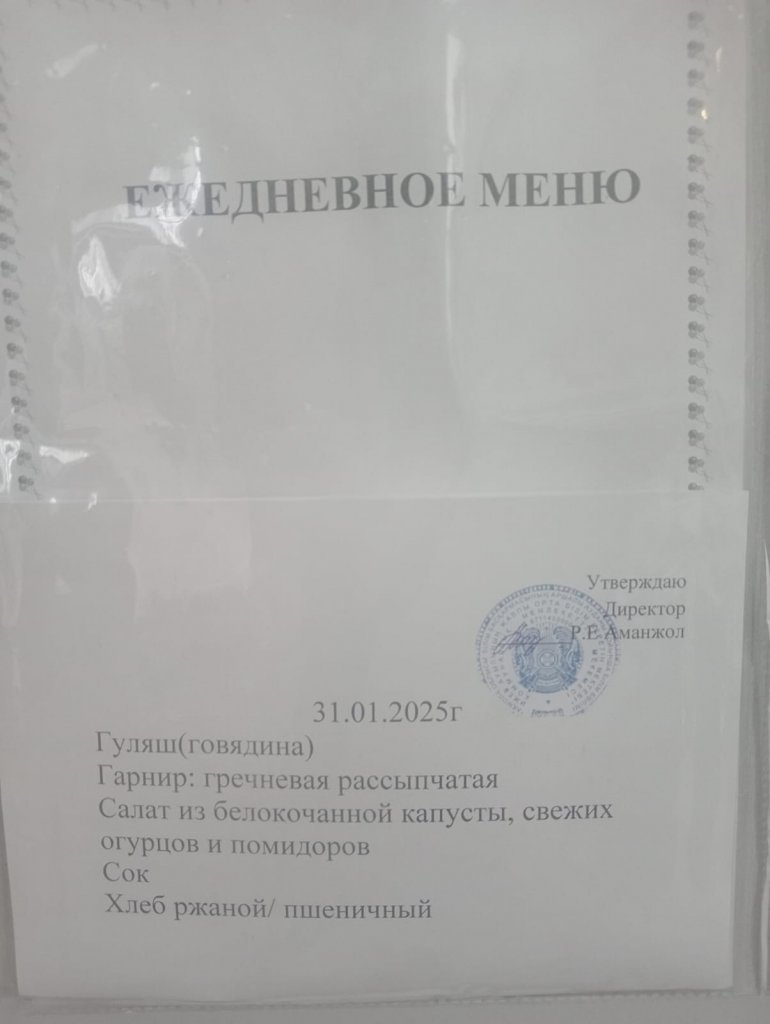 ЕЖЕДНЕВНОЕ МЕНЮ
Утверждаю
Директор
Р.Е.Аманжол
31.01.2025г
Гуляш(говядина)
Гарнир: гречневая рассыпчатая
Салат из белокочанной капусты, свежих
огурцов и помидоров
Сок
Хлеб ржаной/ пшеничный